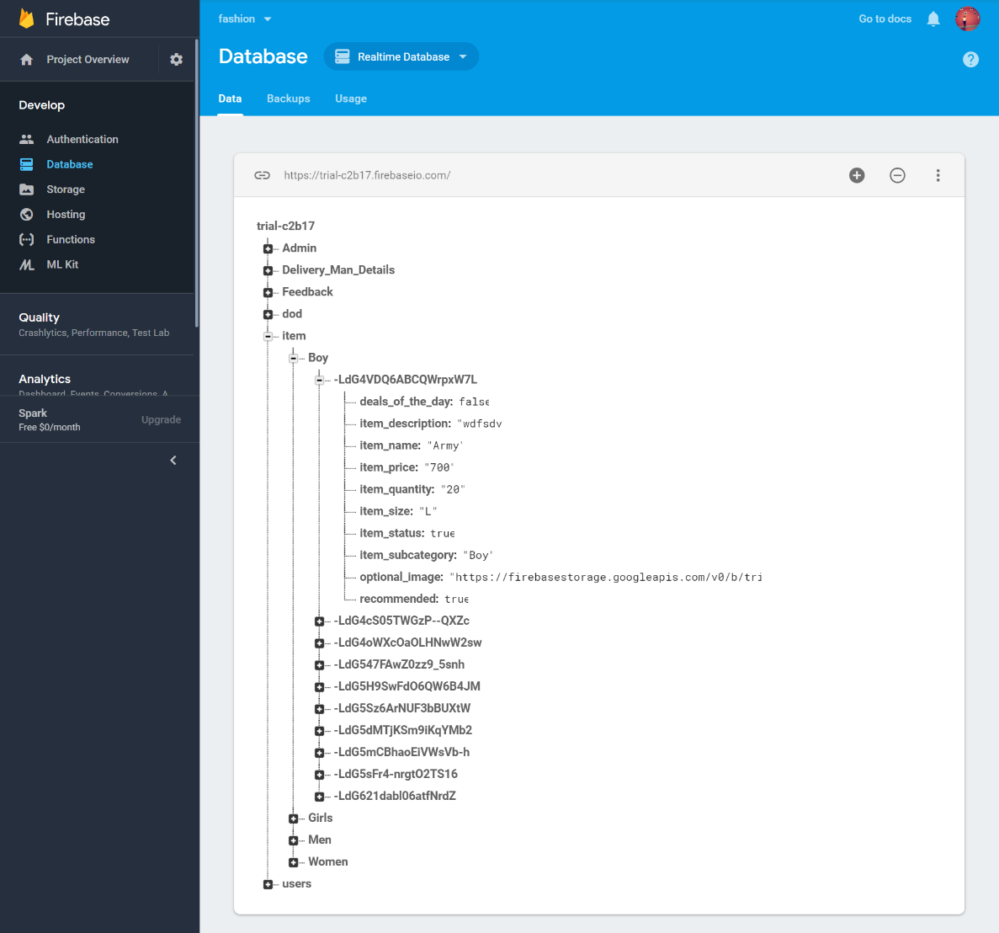 Firebase
Project Overview
Develop
Authentication
Database
Storage
Hosting
Functions
ML Kit
Quality
Crashlytics, Performance, Test Lab
Analytics
Dashboard, Events, Conversions, A
Spark
Free $0/month
Upgrade
fashion
Go to docs
Database
Realtime Database
Data
Backups
Usage
https://trial-c2b17.firebaseio.com/
trial-c2b17
Admin
Delivery_Man_Details
Feedback
dod
item
Boy
-LdG4VDQ6ABCQWrpxW7L
deals_of_the_day: false
item_description: "wdfsdv
item_name: "Army"
item_price: "700"
item_quantity: "20"
item_size: "L"
item_status: true
item_subcategory: "Boy"
optional_image: "https://firebasestorage.googleapis.com/v0/b/tri
recommended: true
-LdG4cS05TWGzP--QXZc
-LdG4oWXcOaOLHNwW2sw
-LdG547FAwZ0zz9_5snh
-LdG5H9SwFdO6QW6B4JM
-LdG5Sz6ArNUF3bBUXtW
-LdG5dMTjKSm9iKqYMb2
-LdG5mCBhaoEiVWsVb-h
-LdG5sFr4-nrgtO2TS16
-LdG621dabl06atfNrdZ
Girls
Men
Women
users